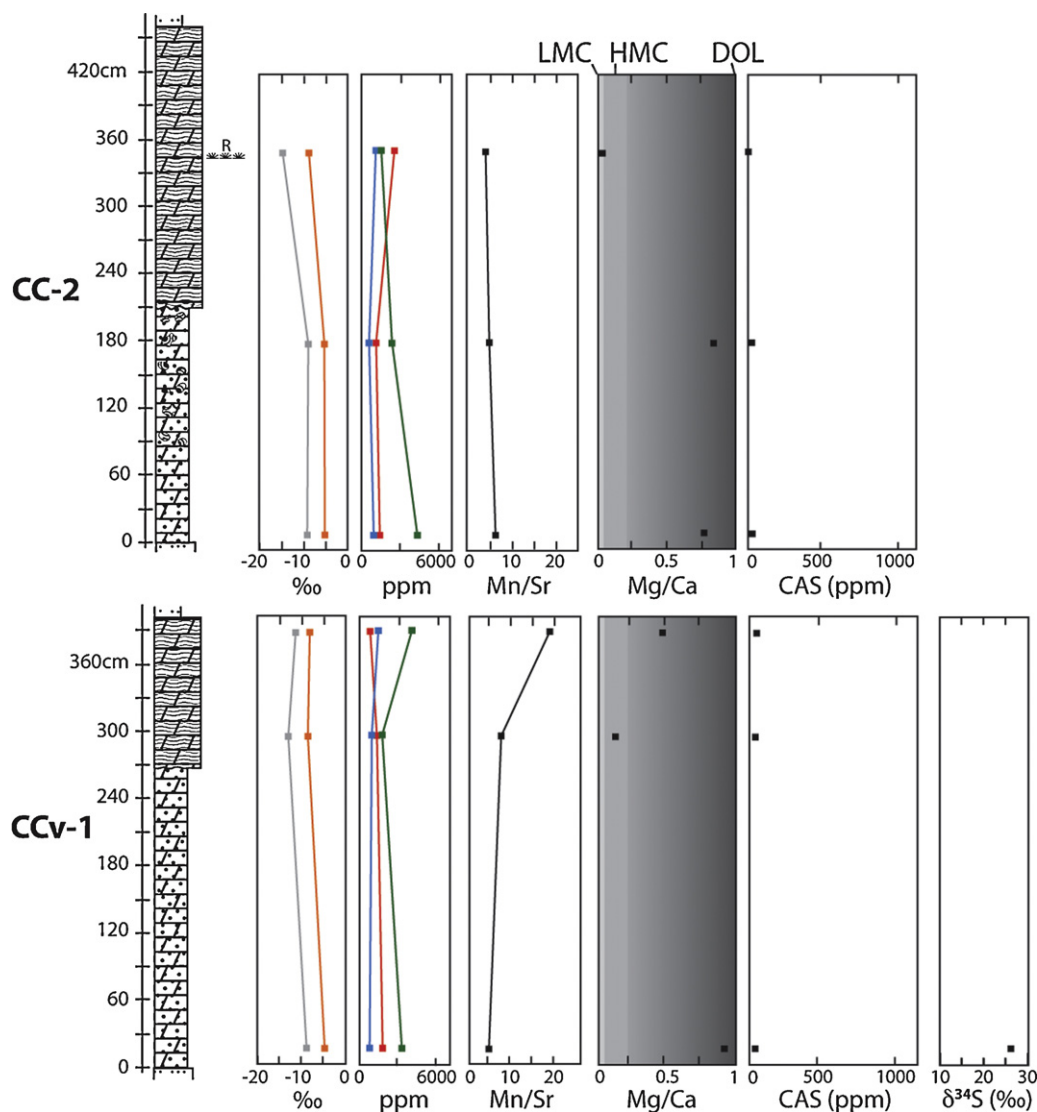 LMC HMC DOL
420cm
360
R
300
CC-2
240
180
120
60
0
-20 -10 0
0 6000
0 10 20
0 0.5 1
0 500 1000
‰ ppm Mn/Sr Mg/Ca CAS (ppm)
360cm
300
240
CCv-1
180
120
60
0
-20 -10 0
0 6000
0 10 20
0 0.5 1
0 500 1000
10 20 30
‰ ppm Mn/Sr Mg/Ca CAS (ppm) δ³⁴S (‰)